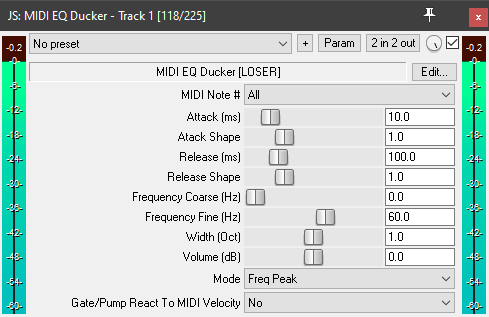 JS: MIDI EQ Ducker - Track 1 [118/225]
-0.2 No preset + Param 2 in 2 out -0.2
MIDI EQ Ducker [LOSER] Edit...
MIDI Note # All
Attack (ms) 10.0
Atack Shape 1.0
Release (ms) 100.0
Release Shape 1.0
Frequency Coarse (Hz) 0.0
Frequency Fine (Hz) 60.0
Width (Oct) 1.0
Volume (dB) 0.0
Mode Freq Peak
Gate/Pump React To MIDI Velocity No
-0-
-6-
-12-
-18-
-24-
-30-
-36-
-42-
-48-
-54-
-60-
-0-
-6-
-12-
-18-
-24-
-30-
-36-
-42-
-48-
-54-
-60-